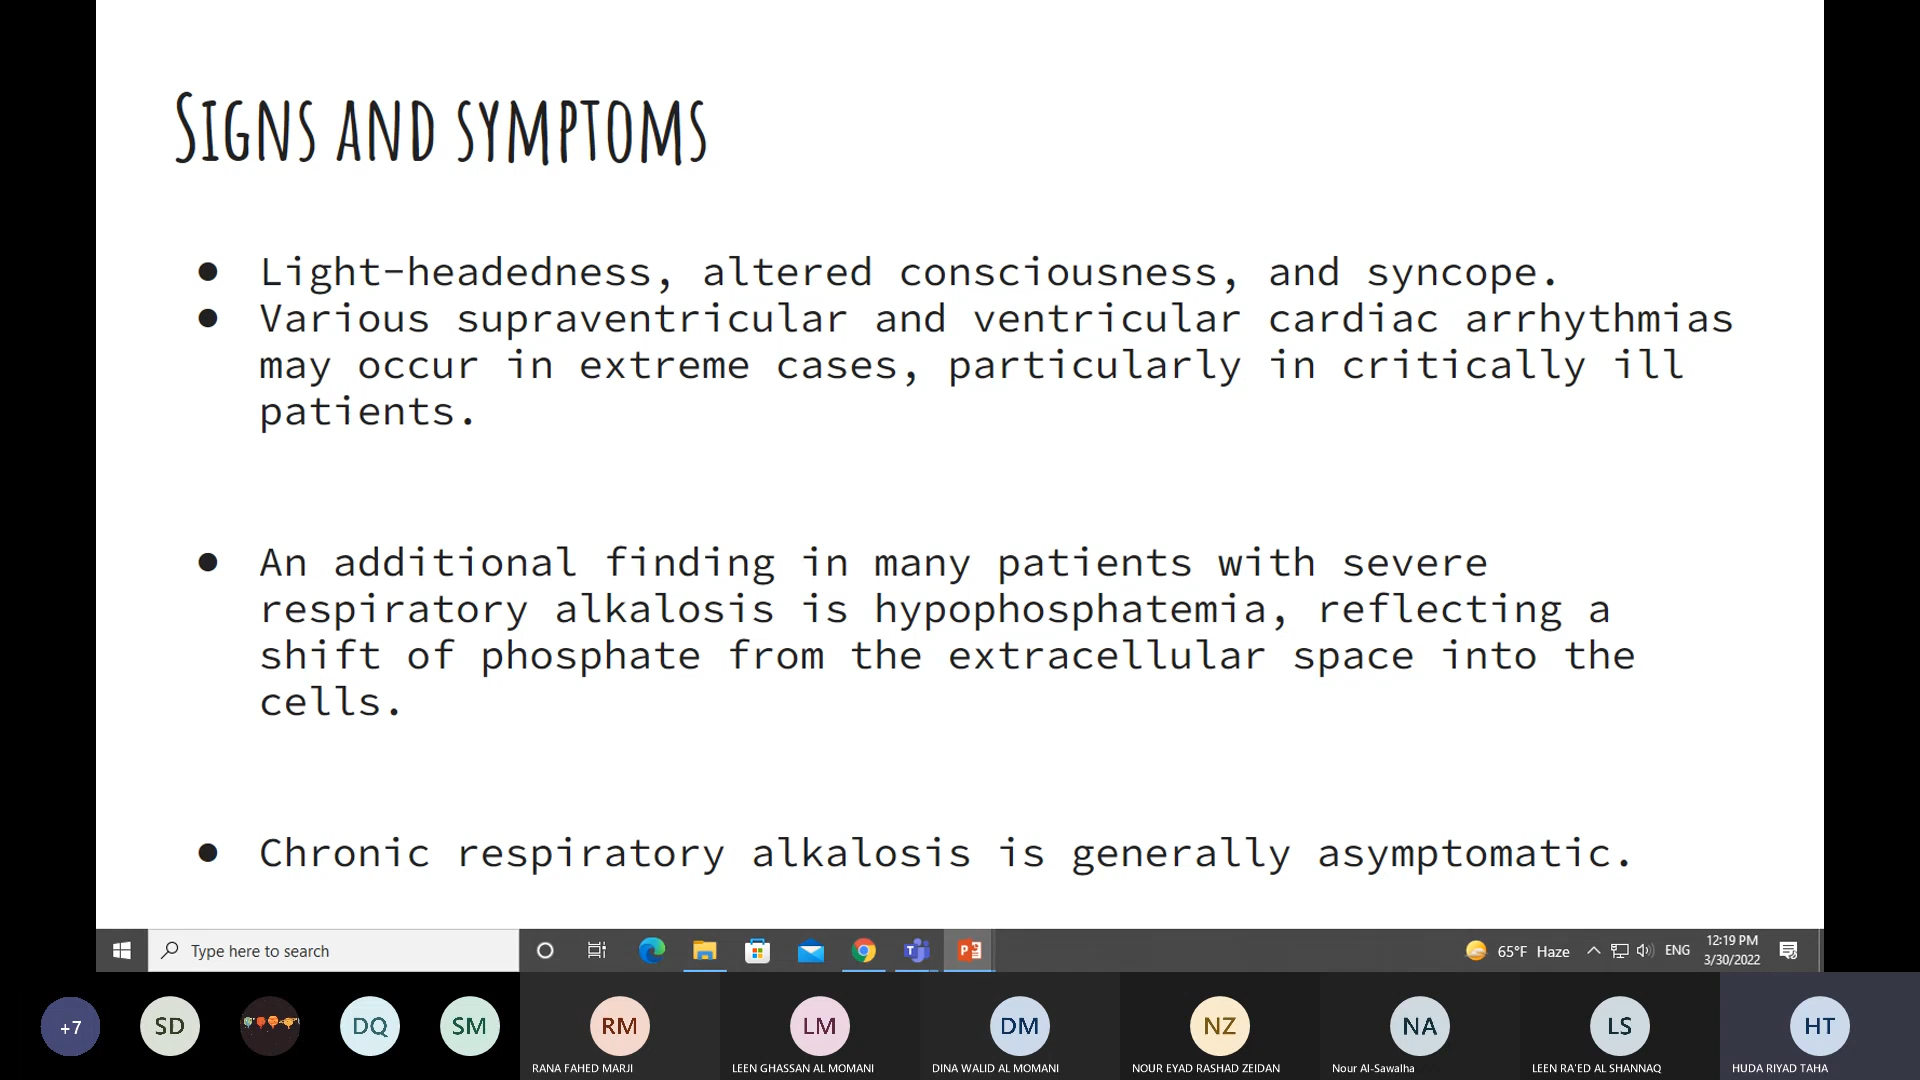 Signs and symptoms
● Light-headedness, altered consciousness, and syncope.
● Various supraventricular and ventricular cardiac arrhythmias
may occur in extreme cases, particularly in critically ill
patients.
● An additional finding in many patients with severe
respiratory alkalosis is hypophosphatemia, reflecting a
shift of phosphate from the extracellular space into the
cells.
● Chronic respiratory alkalosis is generally asymptomatic.
Type here to search
65°F Haze
ENG
12:19 PM
3/30/2022
+7
SD
DQ
SM
RM
LM
DM
NZ
NA
LS
HT
RANA FAHED MARJI
LEEN GHASSAN AL MOMANI
DINA WALID AL MOMANI
NOUR EYAD RASHAD ZEIDAN
Nour Al-Sawalha
LEEN RA'ED AL SHANNAQ
HUDA RIYAD TAHA